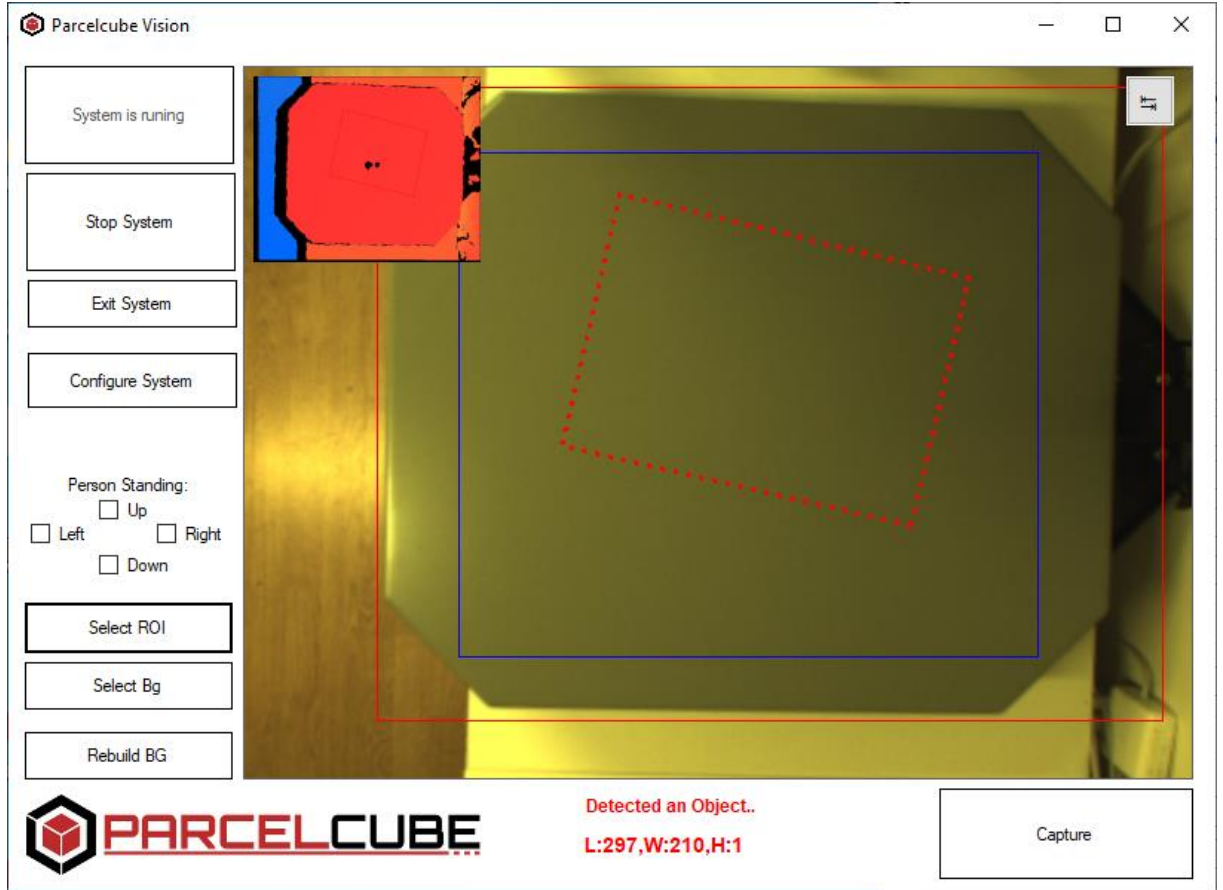 Parcelcube Vision
System is runing
Stop System
Exit System
Configure System
Person Standing:
Up
Left Right
Down
Select ROI
Select Bg
Rebuild BG
PARCELCUBE
Detected an Object..
L:297,W:210,H:1
Capture